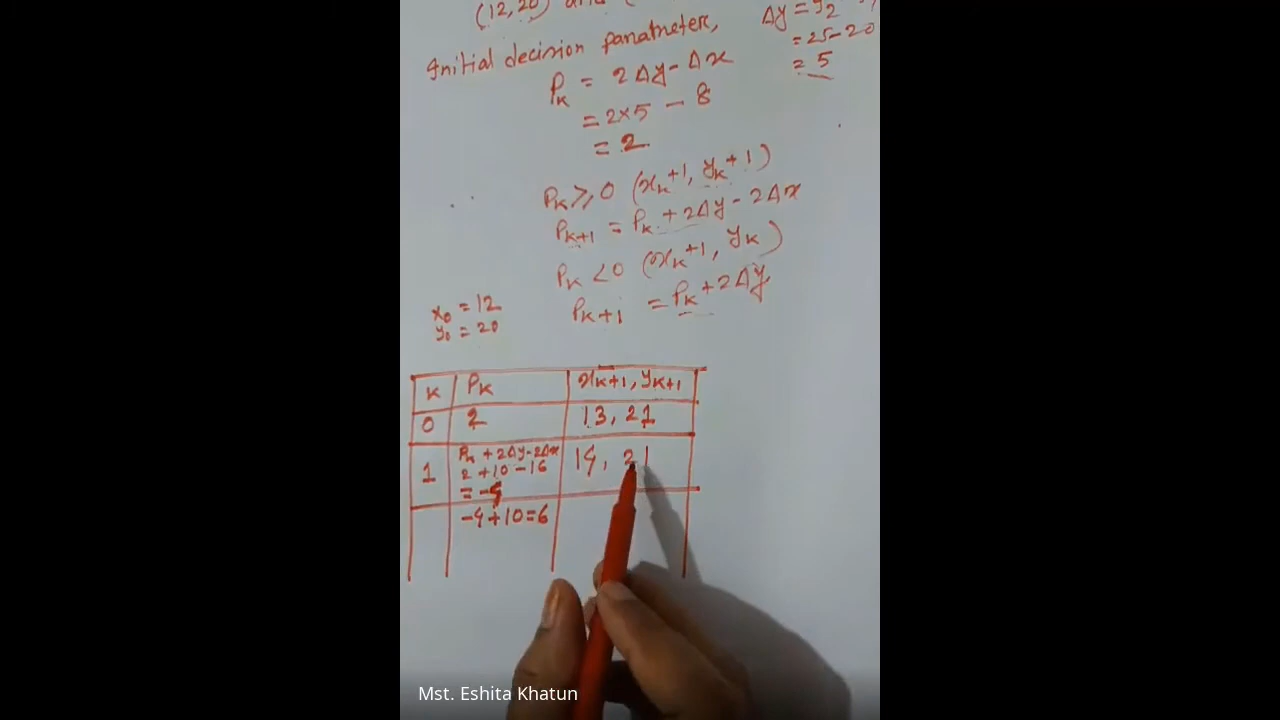 (12,20) and (
Δy = y2
= 25-20
= 5
Initial decision parameter,
Pk = 2Δy-Δx
= 2×5 - 8
= 2
Pk ≥ 0 (xk+1, yk+1)
Pk+1 = Pk + 2Δy-2Δx
Pk <0 (xk+1, yk)
Pk+1 = Pk+2Δy
x0 = 12
y0 = 20
K Pk xk+1, yk+1
0 2 13, 21
1 Pk +2Δy-2Δx 14, 21
2 +10-16
= -4
-4+10=6
Mst. Eshita Khatun